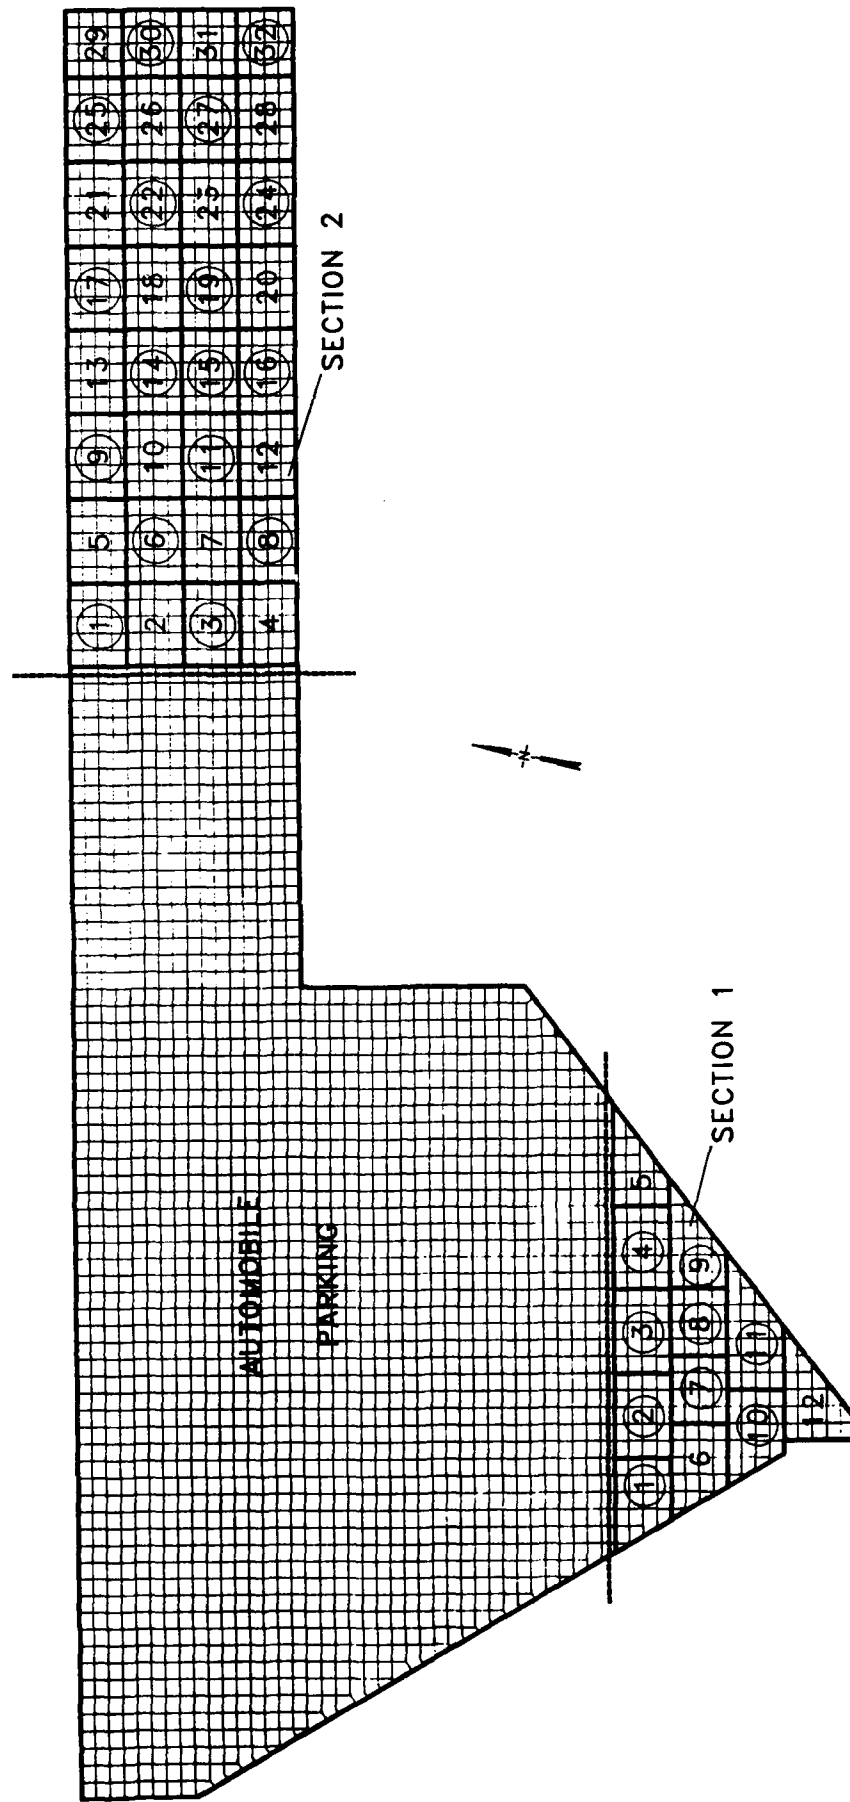 1 5 9 13 17 21 25 29
2 6 10 14 18 22 26 30
3 7 11 15 19 23 27 31
4 8 12 16 20 24 28 32
SECTION 2
AUTOMOBILE
PARKING
N
1 2 3 4 5
6 7 8 9
10 11
12
SECTION 1